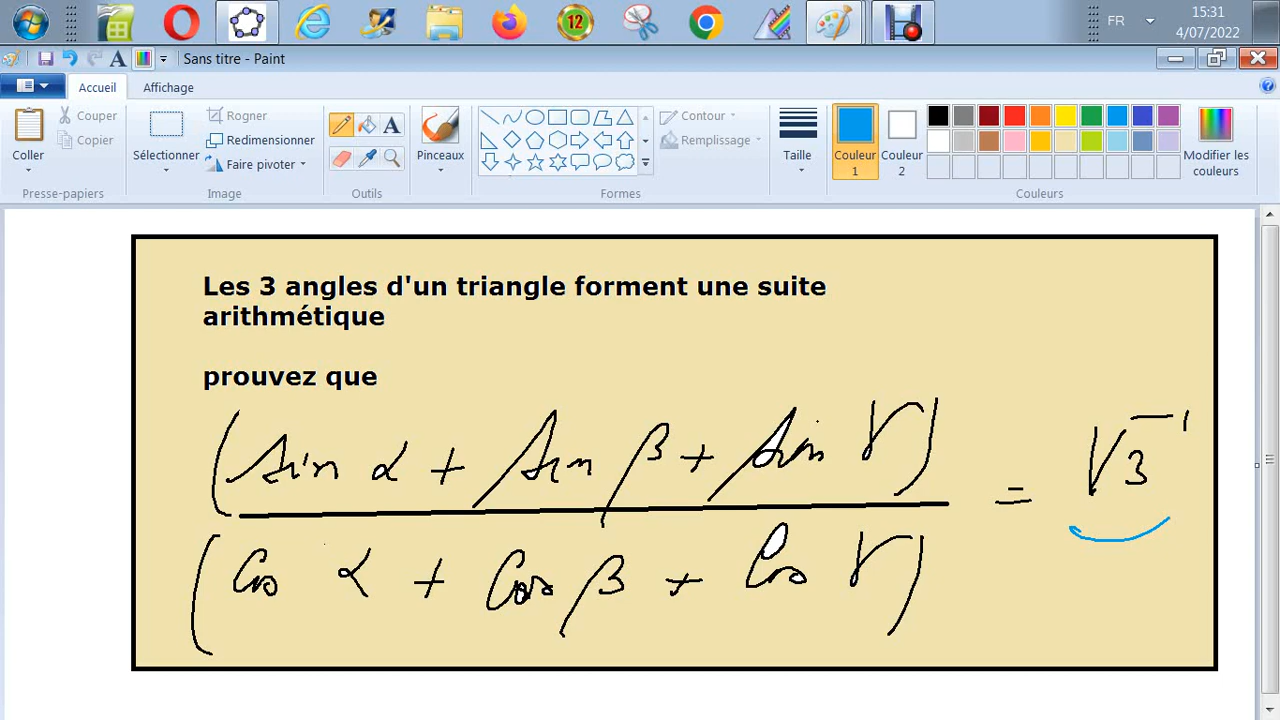 12
FR
15:31
4/07/2022
A
Sans titre - Paint
Accueil
Affichage
Coller
Couper
Copier
Presse-papiers
Sélectionner
Rogner
Redimensionner
Faire pivoter
Image
A
Outils
Pinceaux
Contour
Remplissage
Formes
Taille
Couleur
1
Couleur
2
Modifier les
couleurs
Couleurs
Les 3 angles d'un triangle forment une suite
arithmétique
prouvez que
(sin α + sin β + sin γ)
= √3
(cos α + cos β + cos γ)